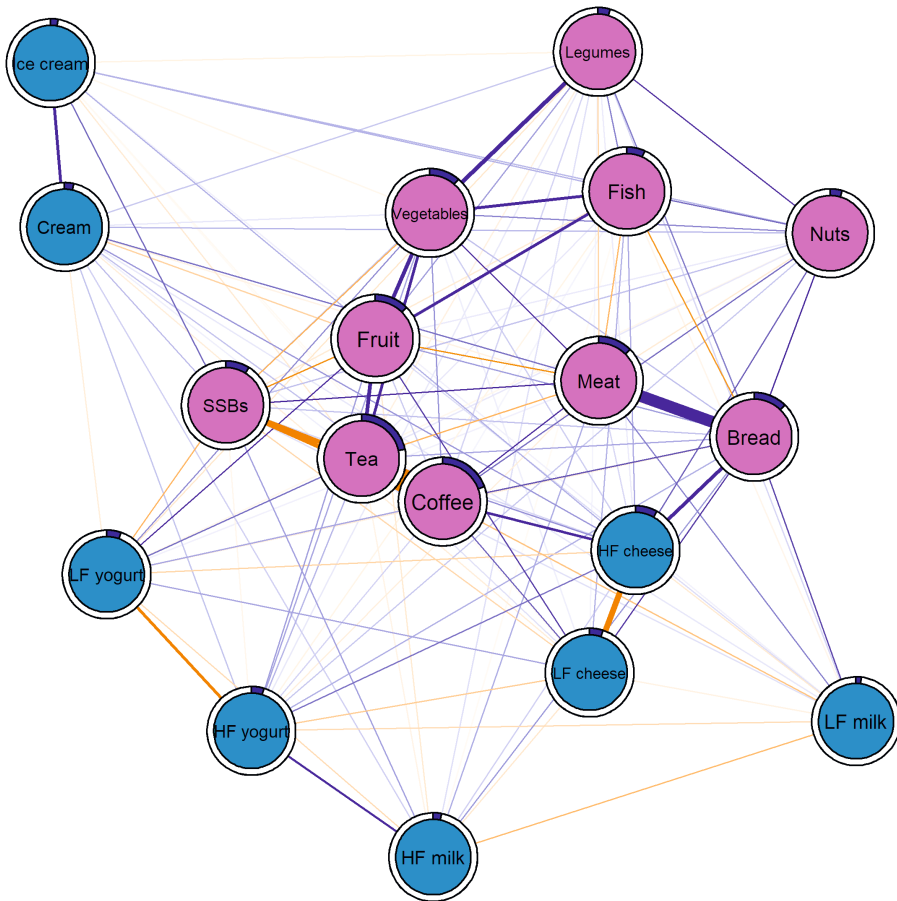 Legumes
Ice cream
Fish
Vegetables
Cream
Nuts
Fruit
Meat
SSBs
Bread
Tea
Coffee
HF cheese
LF yogurt
LF cheese
LF milk
HF yogurt
HF milk